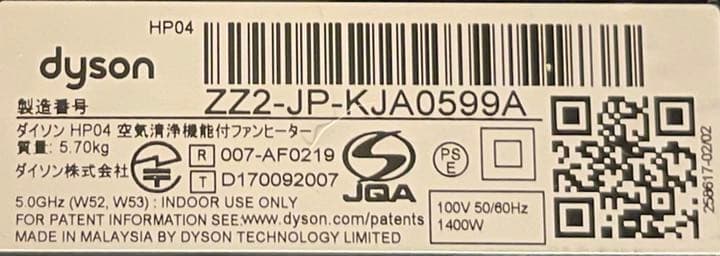 HP04
dyson
製造番号 ZZ2-JP-KJA0599A
ダイソン HP04 空気清浄機能付ファンヒーター
質量: 5.70kg
ダイソン株式会社
R 007-AF0219
T D170092007
JQA
PS
E
5.0GHz (W52, W53) : INDOOR USE ONLY
FOR PATENT INFORMATION SEE:www.dyson.com/patents
MADE IN MALAYSIA BY DYSON TECHNOLOGY LIMITED
100V 50/60Hz
1400W
258617-02/02